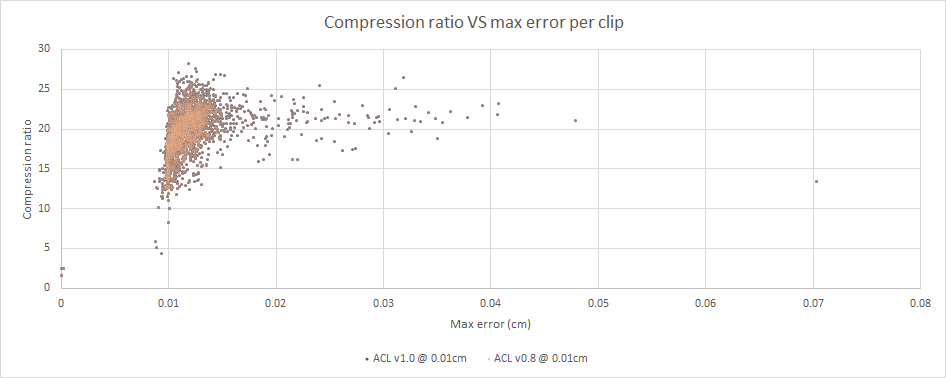 Compression ratio VS max error per clip
30
25
20
15
10
5
0
Compression ratio
0 0.01 0.02 0.03 0.04 0.05 0.06 0.07 0.08
Max error (cm)
ACL v1.0 @ 0.01cm ACL v0.8 @ 0.01cm